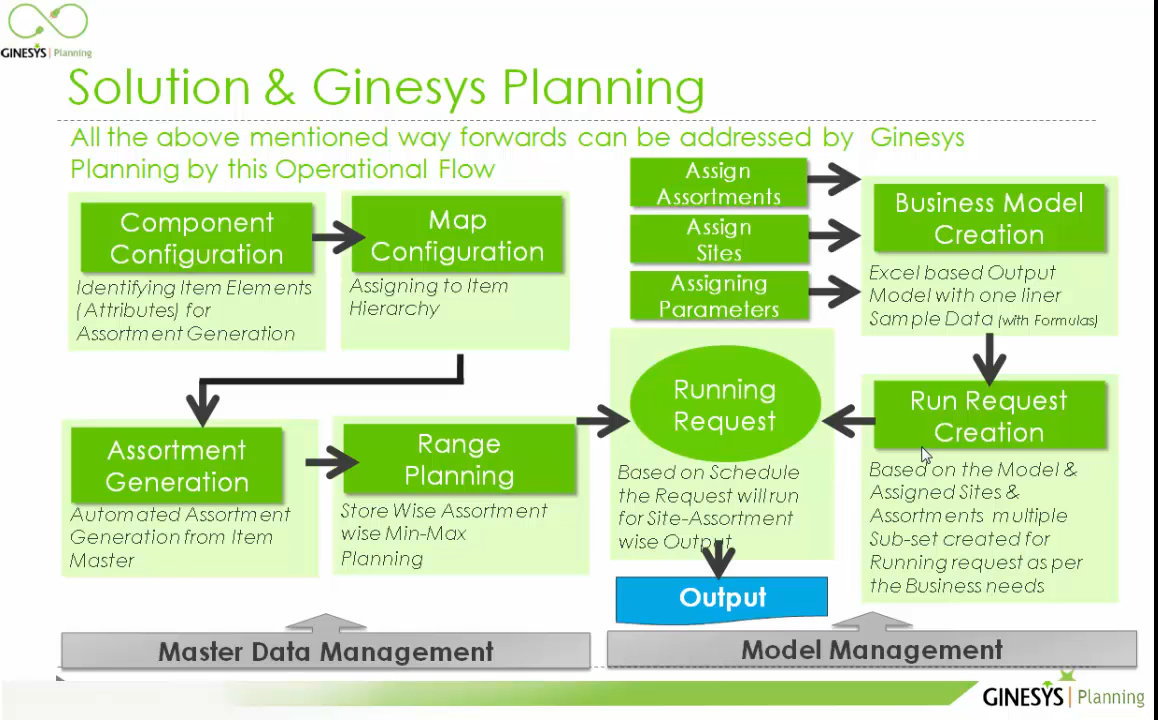 GINESYS | Planning
Solution & Ginesys Planning
All the above mentioned way forwards can be addressed by Ginesys
Planning by this Operational Flow
Component
Configuration
Identifying Item Elements
(Attributes) for
Assortment Generation
Map
Configuration
Assigning to Item
Hierarchy
Assign
Assortments
Assign
Sites
Assigning
Parameters
Business Model
Creation
Excel based Output
Model with one liner
Sample Data (with Formulas)
Assortment
Generation
Automated Assortment
Generation from Item
Master
Range
Planning
Store Wise Assortment
wise Min-Max
Planning
Running
Request
Based on Schedule
the Request will run
for Site-Assortment
wise Output
Run Request
Creation
Based on the Model &
Assigned Sites &
Assortments multiple
Sub-set created for
Running request as per
the Business needs
Output
Master Data Management
Model Management
GINESYS | Planning